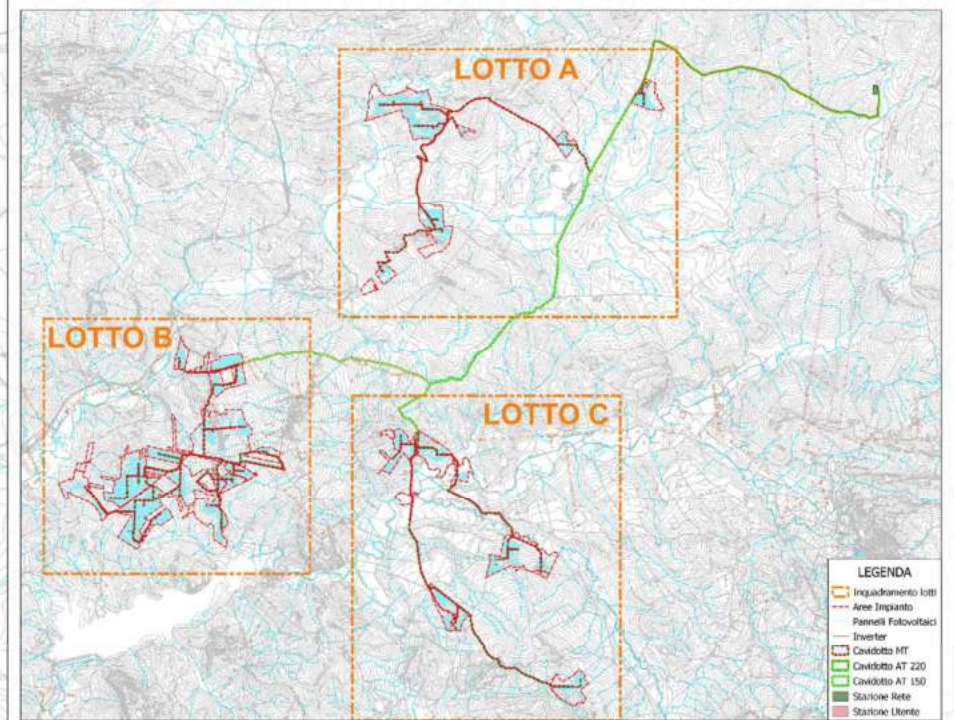 LOTTO A
LOTTO B
LOTTO C
LEGENDA
Inquadramento lotti
Aree Impianto
Pannelli Fotovoltaici
Inverter
Cavidotto MT
Cavidotto AT 220
Cavidotto AT 150
Stazione Rete
Stazione Utente